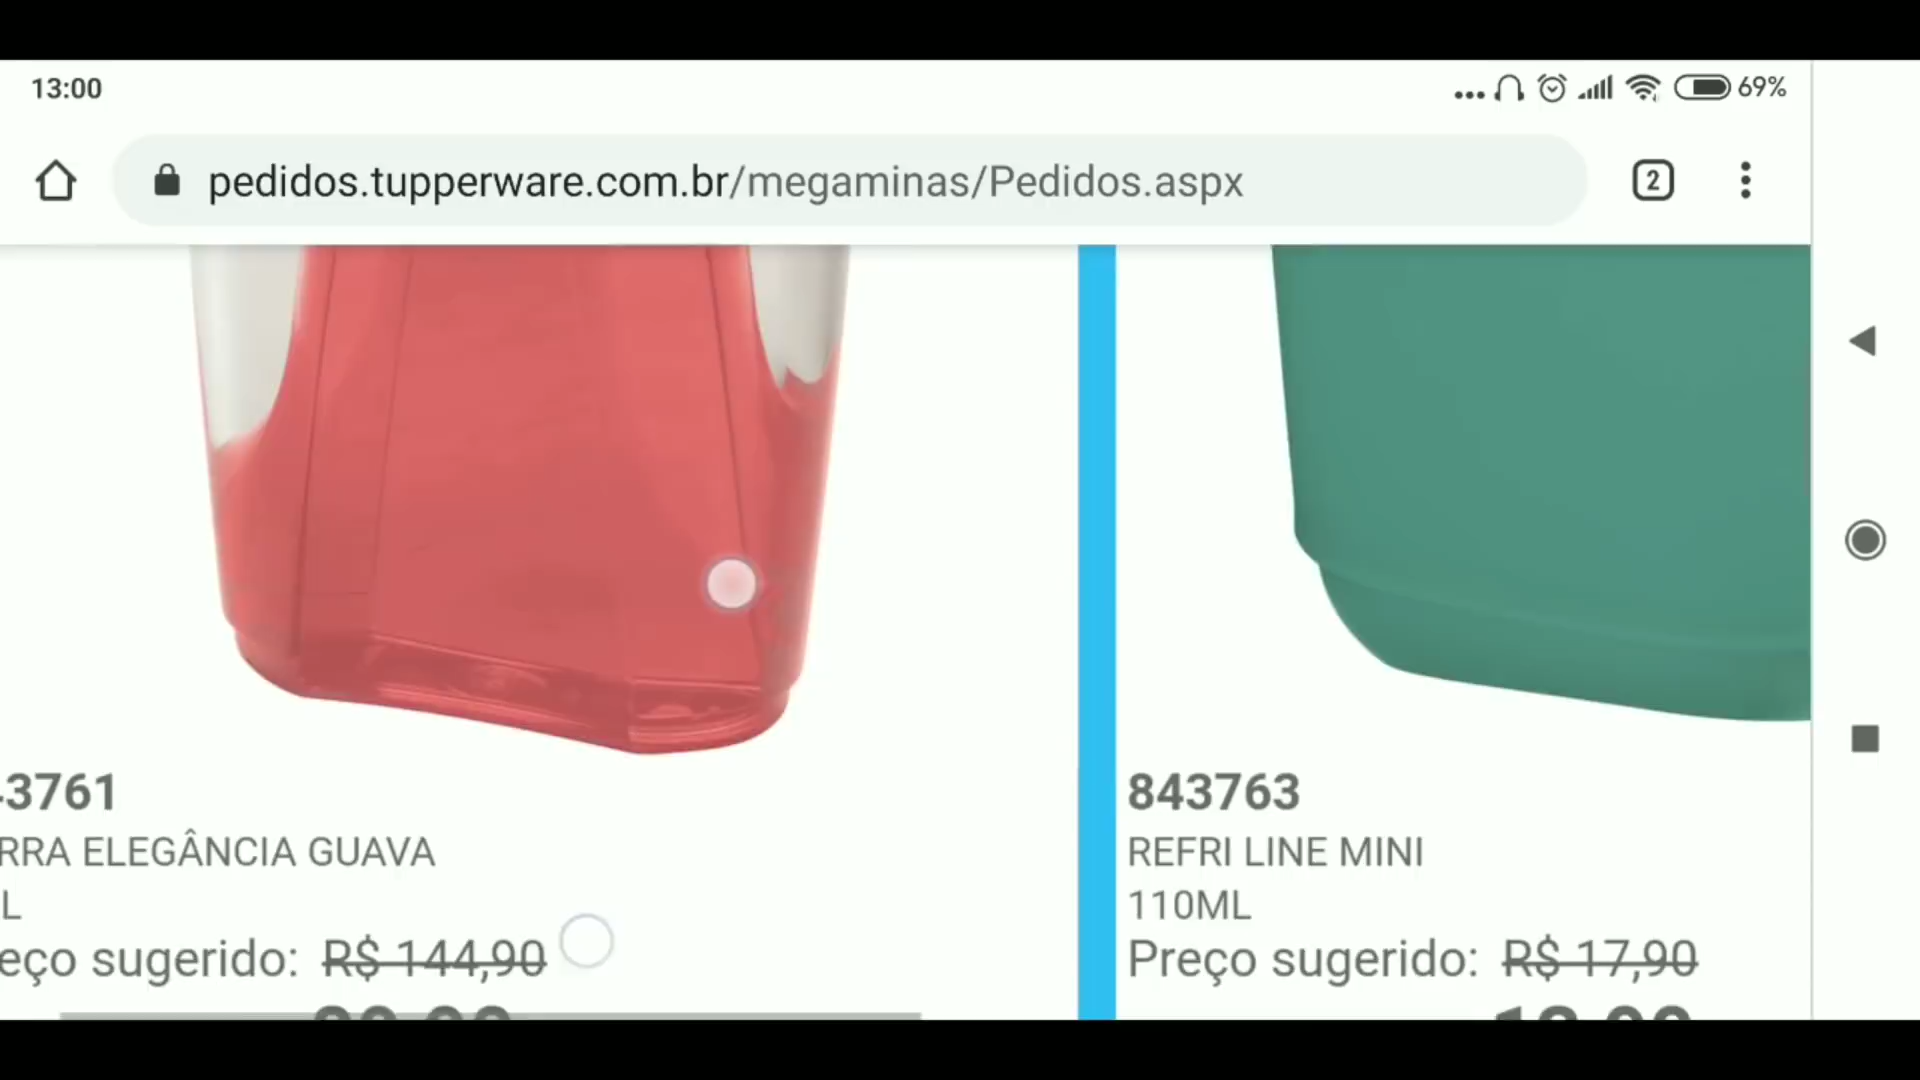 13:00
69%
pedidos.tupperware.com.br/megaminas/Pedidos.aspx
2
3761
RRA ELEGÂNCIA GUAVA
L
eço sugerido: R$ 144,90
843763
REFRI LINE MINI
110ML
Preço sugerido: R$ 17,90